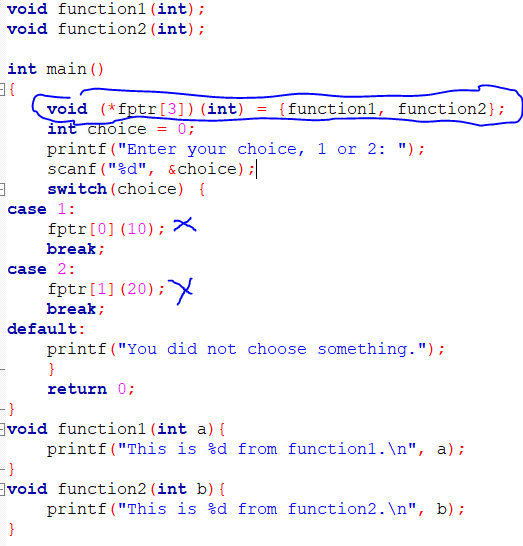 void function1(int);
void function2(int);
int main()
{
void (*fptr[3])(int) = {function1, function2};
int choice = 0;
printf("Enter your choice, 1 or 2: ");
scanf("%d", &choice);
switch(choice) {
case 1:
fptr[0](10);
break;
case 2:
fptr[1](20);
break;
default:
printf("You did not choose something.");
}
return 0;
}
void function1(int a){
printf("This is %d from function1.\n", a);
}
void function2(int b){
printf("This is %d from function2.\n", b);
}